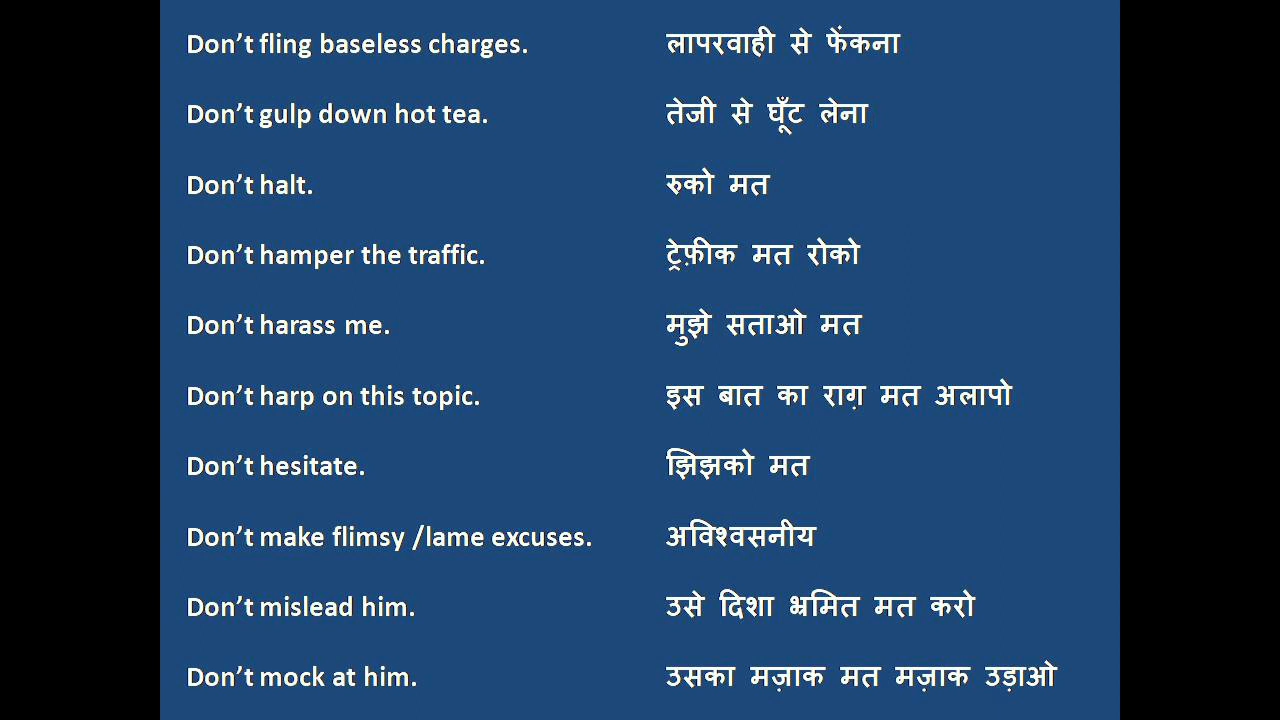 Don’t fling baseless charges. लापरवाही से फेंकना
Don’t gulp down hot tea. तेजी से घूँट लेना
Don’t halt. रुको मत
Don’t hamper the traffic. ट्रेफ़ीक मत रोको
Don’t harass me. मुझे सताओ मत
Don’t harp on this topic. इस बात का राग़ मत अलापो
Don’t hesitate. झिझको मत
Don’t make flimsy /lame excuses. अविश्वसनीय
Don’t mislead him. उसे दिशा भ्रमित मत करो
Don’t mock at him. उसका मज़ाक मत मज़ाक उड़ाओ